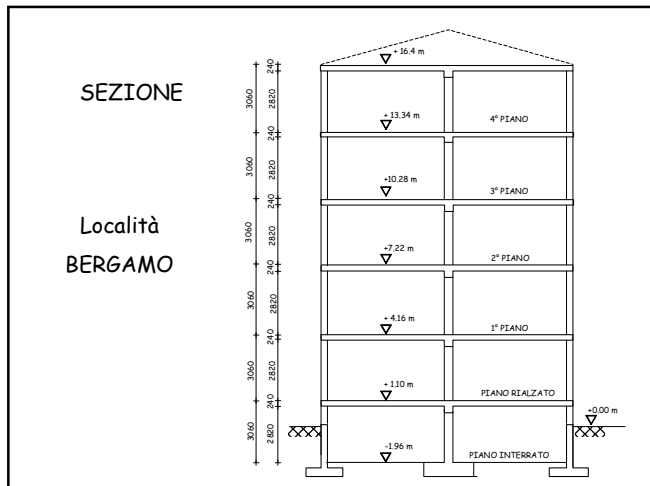 SEZIONE
Località
BERGAMO
+ 16.4 m
+ 13.34 m
4° PIANO
+10,28 m
3° PIANO
+7,22 m
2° PIANO
+ 4,16 m
1° PIANO
+ 1,10 m
PIANO RIALZATO
+0,00 m
-1,96 m
PIANO INTERRATO
3060
3060
3060
3060
3060
3060
240
2820
240
2820
240
2820
240
2820
240
2820
240
2820